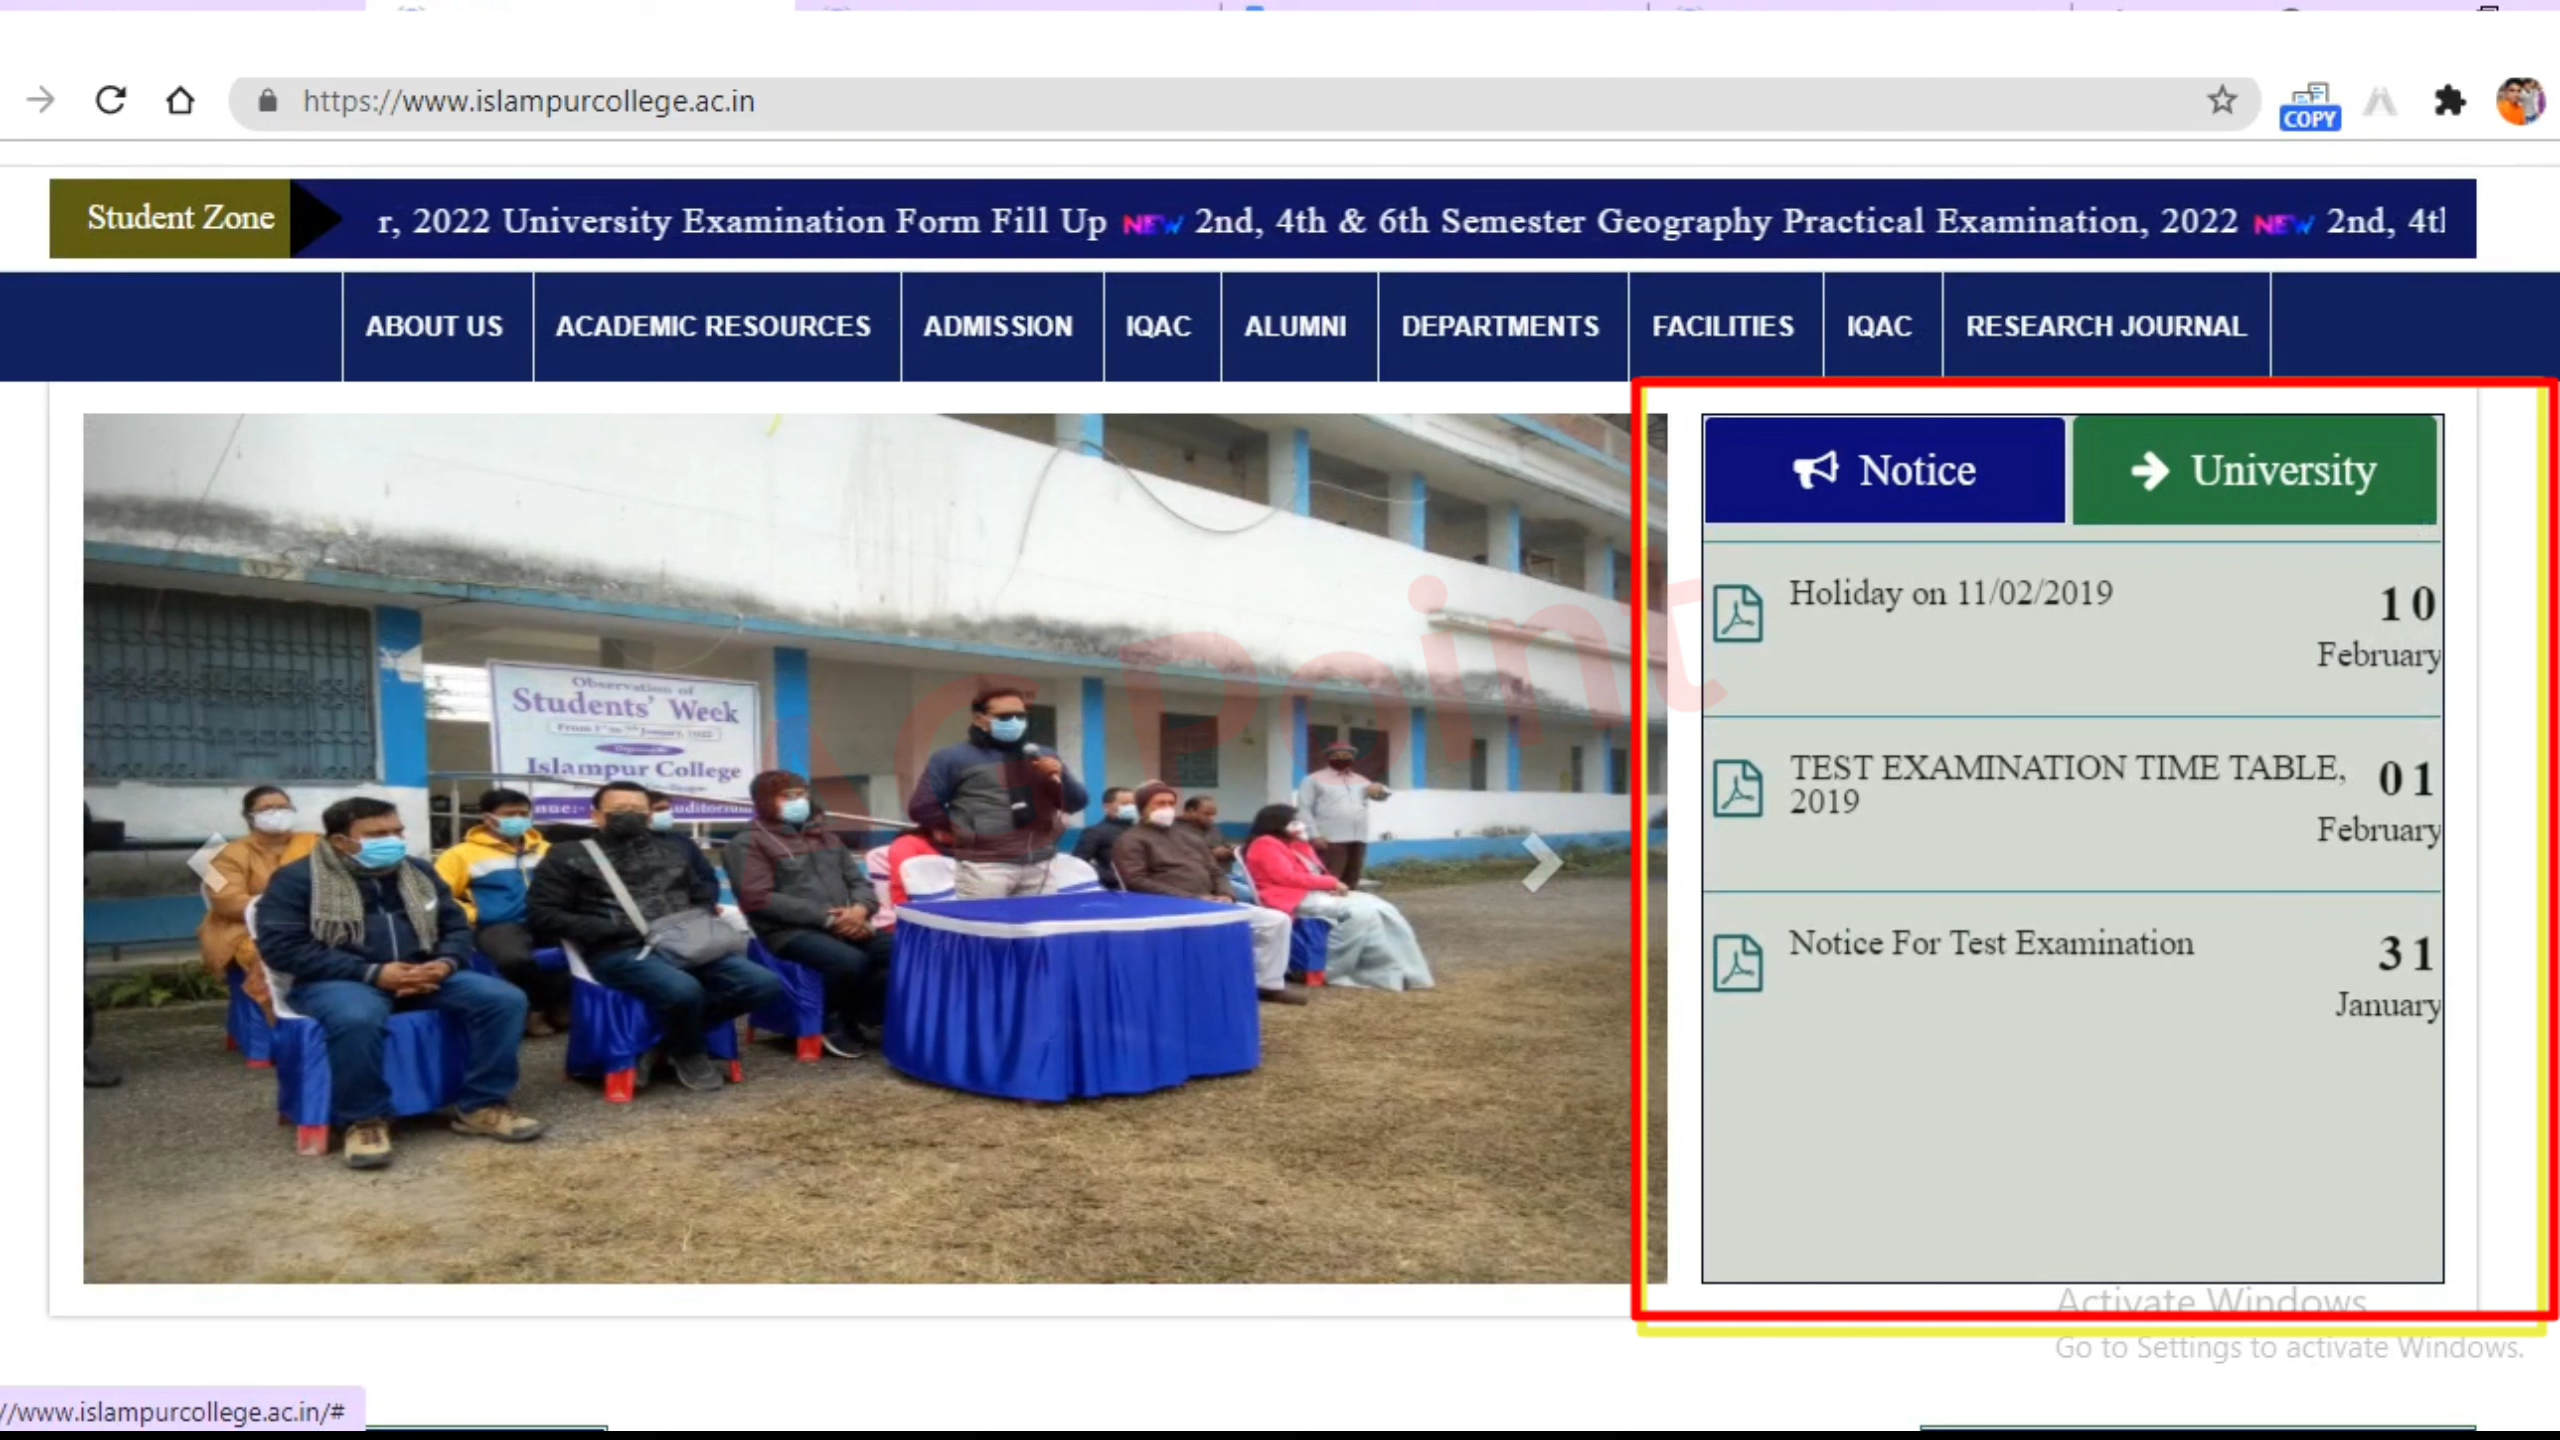 https://www.islampurcollege.ac.in
COPY
Student Zone
r, 2022 University Examination Form Fill Up NEW 2nd, 4th & 6th Semester Geography Practical Examination, 2022 NEW 2nd, 4tl
ABOUT US ACADEMIC RESOURCES ADMISSION IQAC ALUMNI DEPARTMENTS FACILITIES IQAC RESEARCH JOURNAL
Observation of
Students' Week
Islampur College
Notice
University
Holiday on 11/02/2019
10
February
TEST EXAMINATION TIME TABLE,
2019
01
February
Notice For Test Examination
31
January
AG Point
Activate Windows
Go to Settings to activate Windows.
//www.islampurcollege.ac.in/#